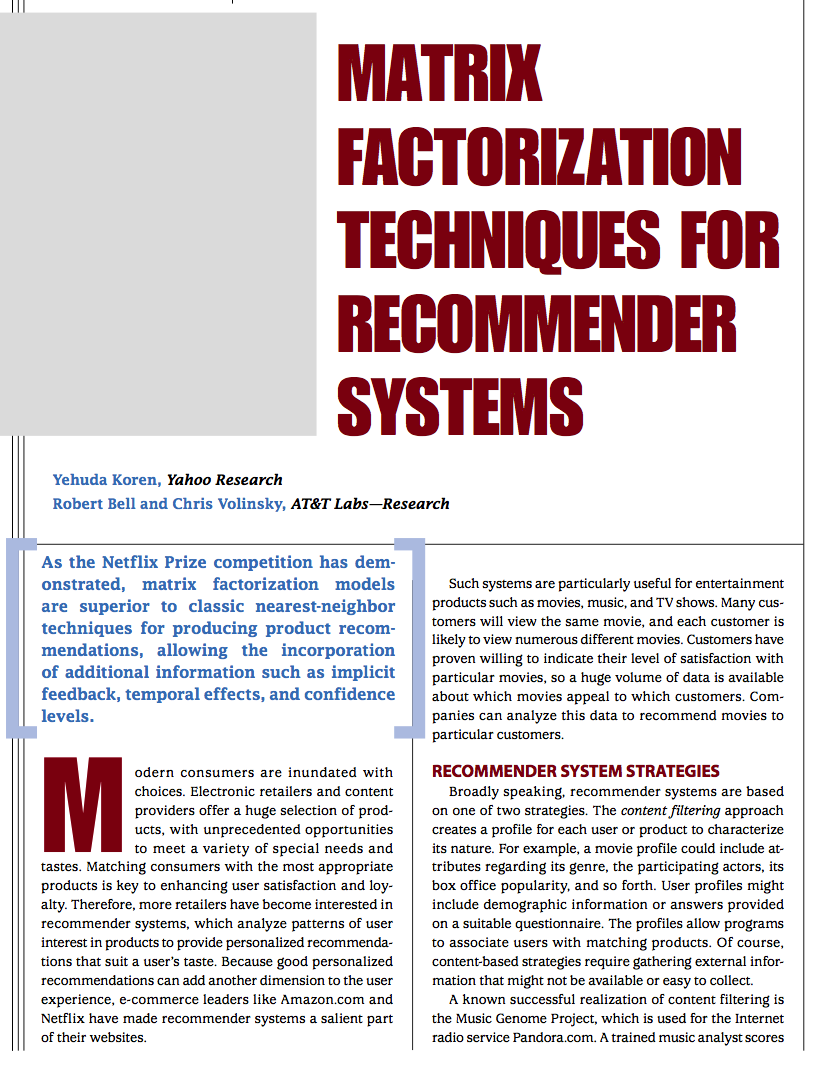 MATRIX
FACTORIZATION
TECHNIQUES FOR
RECOMMENDER
SYSTEMS
Yehuda Koren, Yahoo Research
Robert Bell and Chris Volinsky, AT&T Labs—Research
As the Netflix Prize competition has dem-
onstrated, matrix factorization models
are superior to classic nearest-neighbor
techniques for producing product recom-
mendations, allowing the incorporation
of additional information such as implicit
feedback, temporal effects, and confidence
levels.
Modern consumers are inundated with
choices. Electronic retailers and content
providers offer a huge selection of prod-
ucts, with unprecedented opportunities
to meet a variety of special needs and
tastes. Matching consumers with the most appropriate
products is key to enhancing user satisfaction and loy-
alty. Therefore, more retailers have become interested in
recommender systems, which analyze patterns of user
interest in products to provide personalized recommenda-
tions that suit a user's taste. Because good personalized
recommendations can add another dimension to the user
experience, e-commerce leaders like Amazon.com and
Netflix have made recommender systems a salient part
of their websites.
Such systems are particularly useful for entertainment
products such as movies, music, and TV shows. Many cus-
tomers will view the same movie, and each customer is
likely to view numerous different movies. Customers have
proven willing to indicate their level of satisfaction with
particular movies, so a huge volume of data is available
about which movies appeal to which customers. Com-
panies can analyze this data to recommend movies to
particular customers.
RECOMMENDER SYSTEM STRATEGIES
Broadly speaking, recommender systems are based
on one of two strategies. The content filtering approach
creates a profile for each user or product to characterize
its nature. For example, a movie profile could include at-
tributes regarding its genre, the participating actors, its
box office popularity, and so forth. User profiles might
include demographic information or answers provided
on a suitable questionnaire. The profiles allow programs
to associate users with matching products. Of course,
content-based strategies require gathering external infor-
mation that might not be available or easy to collect.
A known successful realization of content filtering is
the Music Genome Project, which is used for the Internet
radio service Pandora.com. A trained music analyst scores